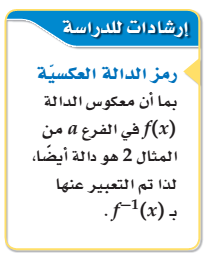 إرشادات للدراسة
رمز الدالة العكسيّة
بما أن معكوس الدالة
f(x) في الفرع a من
المثال 2 هو دالة أيضًا،
لذا تم التعبير عنها
بـ f⁻¹(x) .